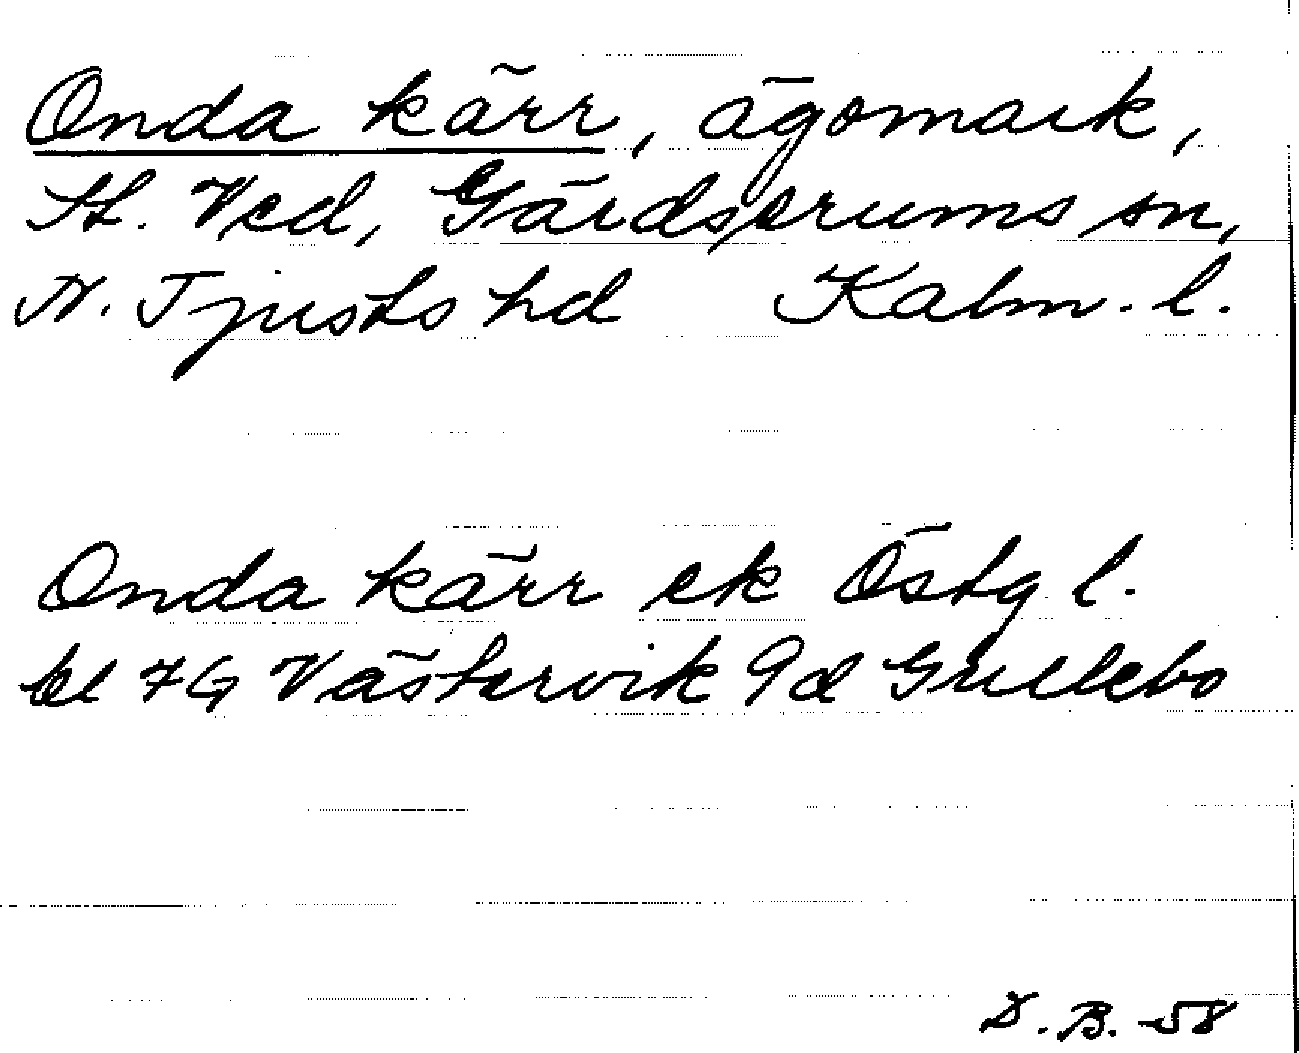 Onda kärr, ägomark,
St. Ved, Gärdserums sn,
N. Tjusts hd Kalm. l.
Onda kärr ek Östg l.
bl 7G Västervik 9d Gullebo
D.B. -58